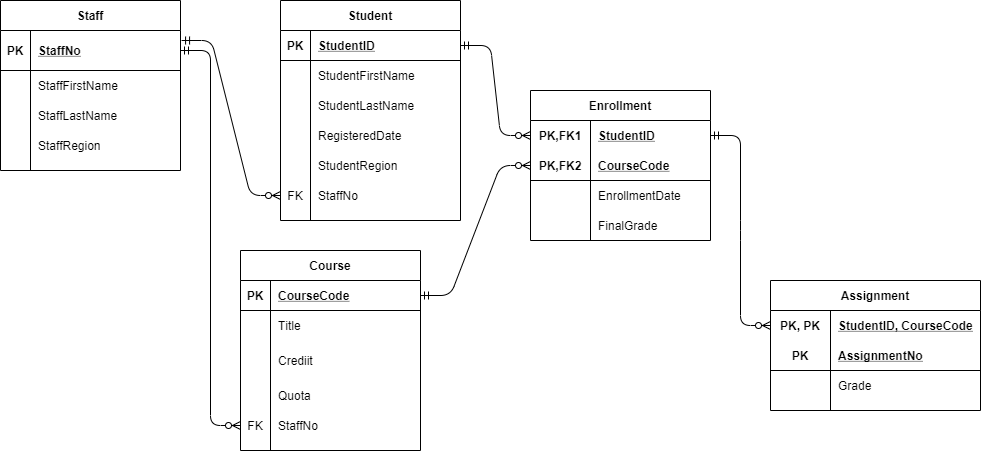 Staff
PK StaffNo
StaffFirstName
StaffLastName
StaffRegion
Student
PK StudentID
StudentFirstName
StudentLastName
RegisteredDate
StudentRegion
FK StaffNo
Enrollment
PK,FK1 StudentID
PK,FK2 CourseCode
EnrollmentDate
FinalGrade
Course
PK CourseCode
Title
Crediit
Quota
FK StaffNo
Assignment
PK, PK StudentID, CourseCode
PK AssignmentNo
Grade